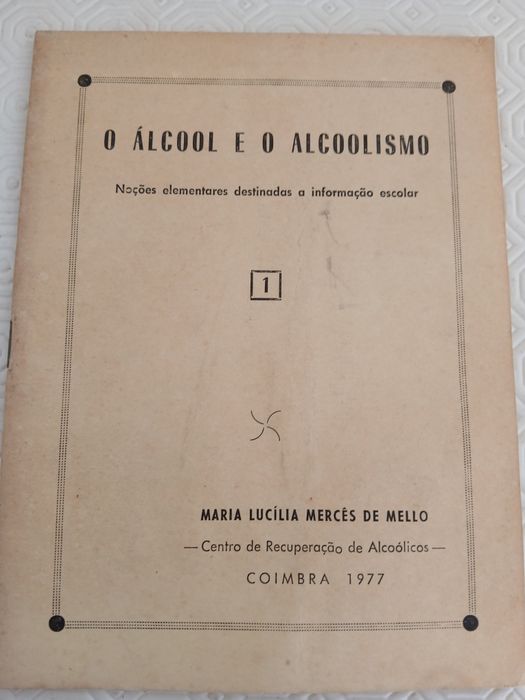 O ÁLCOOL E O ALCOOLISMO
Noções elementares destinadas a informação escolar
1
MARIA LUCÍLIA MERCÊS DE MELLO
— Centro de Recuperação de Alcoólicos —
COIMBRA 1977